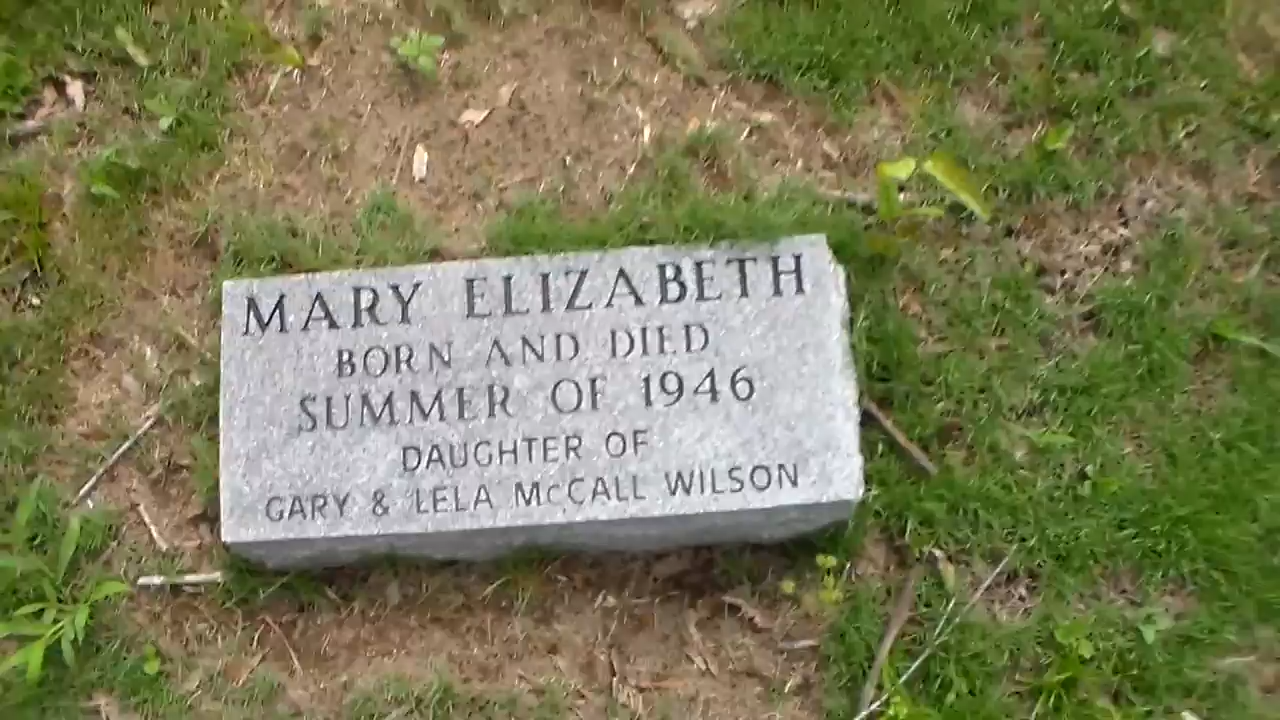 MARY ELIZABETH
BORN AND DIED
SUMMER OF 1946
DAUGHTER OF
GARY & LELA MCCALL WILSON